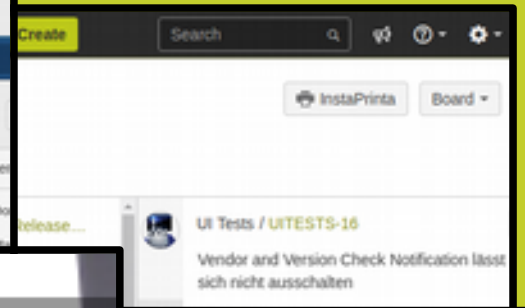 Create
Search
InstaPrinta
Board
Release...
UI Tests / UITESTS-16
Vendor and Version Check Notification lässt
sich nicht ausschalten